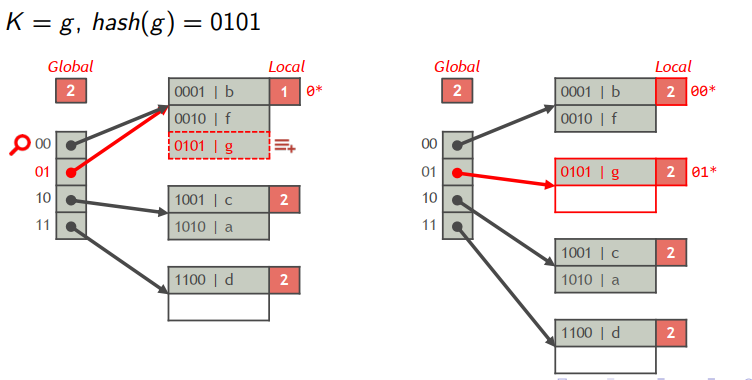 K = g, hash(g) = 0101
Global
2
00
01
10
11
Local
0001 | b
1
0*
0010 | f
0101 | g
1001 | c
2
1010 | a
1100 | d
2
Global
2
00
01
10
11
Local
0001 | b
2
00*
0010 | f
0101 | g
2
01*
1001 | c
2
1010 | a
1100 | d
2